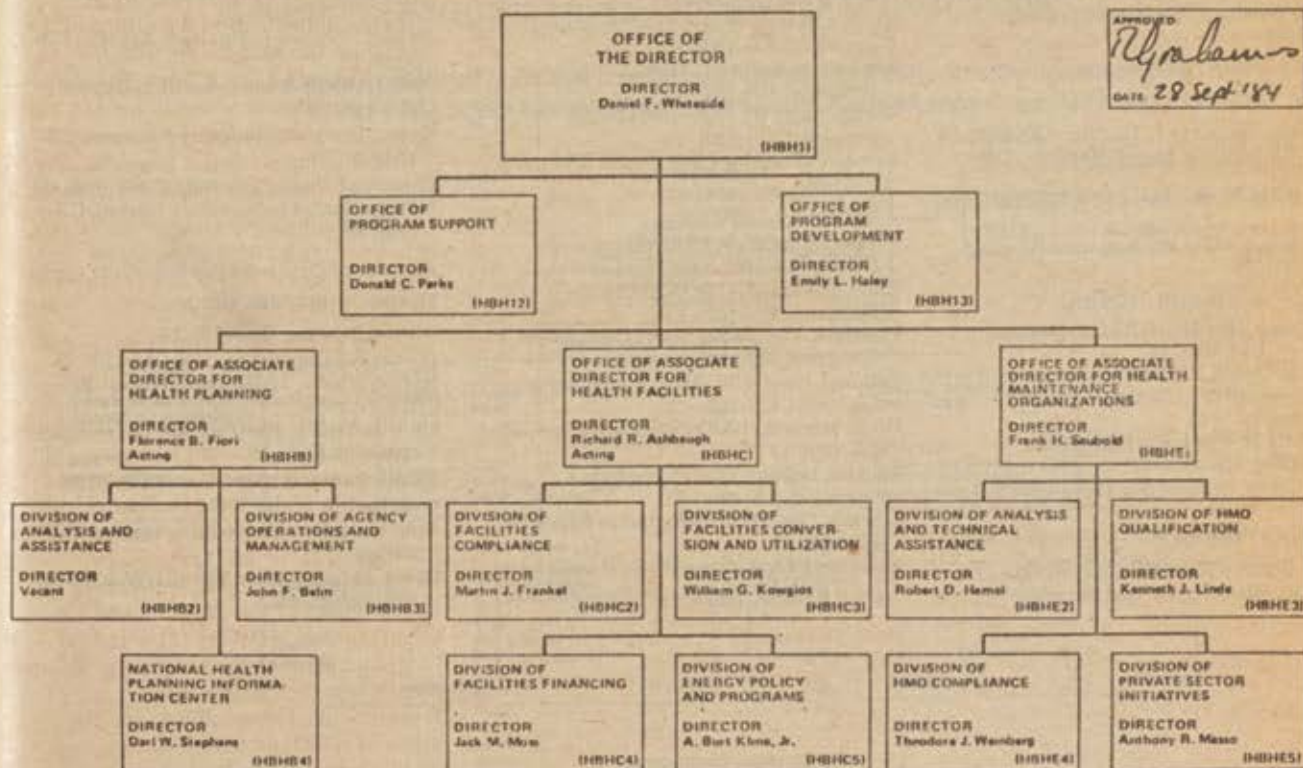 APPROVED:
RGrahams
DATE: 28 Sept '84
OFFICE OF
THE DIRECTOR
DIRECTOR
Daniel F. Whiteside
(HBH1)
OFFICE OF
PROGRAM SUPPORT
DIRECTOR
Donald C. Parks
(HBH12)
OFFICE OF
PROGRAM
DEVELOPMENT
DIRECTOR
Emily L. Haley
(HBH13)
OFFICE OF ASSOCIATE
DIRECTOR FOR
HEALTH PLANNING
DIRECTOR
Florence B. Fiori
Acting
(HBHB)
OFFICE OF ASSOCIATE
DIRECTOR FOR
HEALTH FACILITIES
DIRECTOR
Richard R. Ashbaugh
Acting
(HBHC)
OFFICE OF ASSOCIATE
DIRECTOR FOR HEALTH
MAINTENANCE
ORGANIZATIONS
DIRECTOR
Frank H. Seubold
(HBHE)
DIVISION OF
ANALYSIS AND
ASSISTANCE
DIRECTOR
Vacant
(HBHB2)
DIVISION OF AGENCY
OPERATIONS AND
MANAGEMENT
DIRECTOR
John F. Belin
(HBHB3)
DIVISION OF
FACILITIES
COMPLIANCE
DIRECTOR
Martin J. Frankel
(HBHC2)
DIVISION OF
FACILITIES CONVER-
SION AND UTILIZATION
DIRECTOR
William G. Kowgios
(HBHC3)
DIVISION OF ANALYSIS
AND TECHNICAL
ASSISTANCE
DIRECTOR
Robert D. Hamel
(HBHE2)
DIVISION OF HMO
QUALIFICATION
DIRECTOR
Kenneth J. Linde
(HBHE3)
NATIONAL HEALTH
PLANNING INFORMA-
TION CENTER
DIRECTOR
Darl W. Stephens
(HBHB4)
DIVISION OF
FACILITIES FINANCING
DIRECTOR
Jack M. Moss
(HBHC4)
DIVISION OF
ENERGY POLICY
AND PROGRAMS
DIRECTOR
A. Burt Kline, Jr.
(HBHC5)
DIVISION OF
HMO COMPLIANCE
DIRECTOR
Theodore J. Weinberg
(HBHE4)
DIVISION OF
PRIVATE SECTOR
INITIATIVES
DIRECTOR
Anthony R. Masso
(HBHE5)